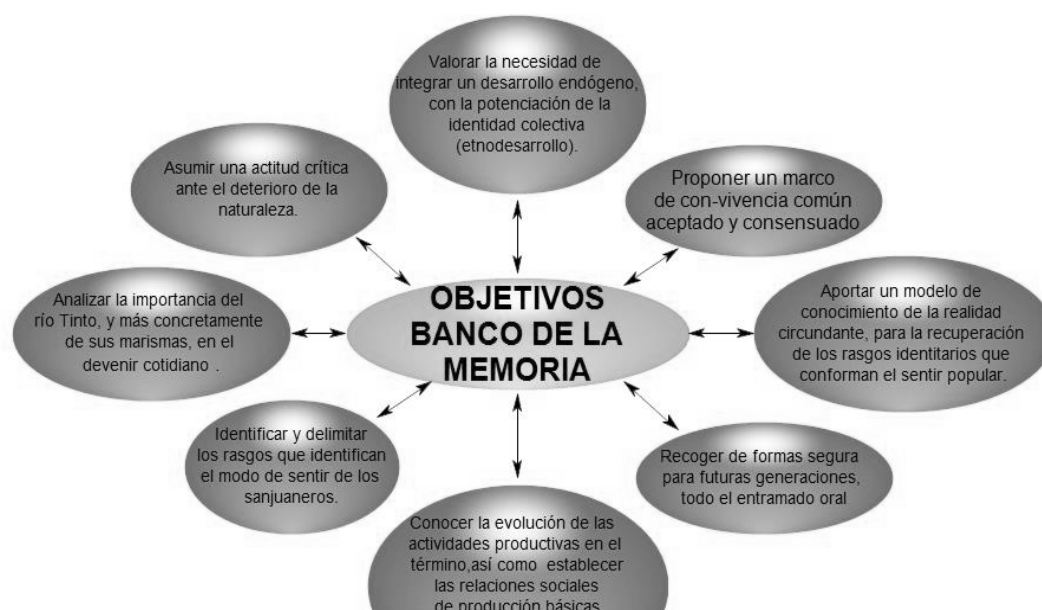 Valorar la necesidad de
integrar un desarrollo endógeno,
con la potenciación de la
identidad colectiva
(etnodesarrollo).
Asumir una actitud crítica
ante el deterioro de la
naturaleza.
Proponer un marco
de con-vivencia común
aceptado y consensuado
Analizar la importancia del
río Tinto, y más concretamente
de sus marismas, en el
devenir cotidiano .
OBJETIVOS
BANCO DE LA
MEMORIA
Aportar un modelo de
conocimiento de la realidad
circundante, para la recuperación
de los rasgos identitarios que
conforman el sentir popular.
Identificar y delimitar
los rasgos que identifican
el modo de sentir de los
sanjuaneros.
Recoger de formas segura
para futuras generaciones,
todo el entramado oral
Conocer la evolución de las
actividades productivas en el
término,así como establecer
las relaciones sociales
de producción básicas